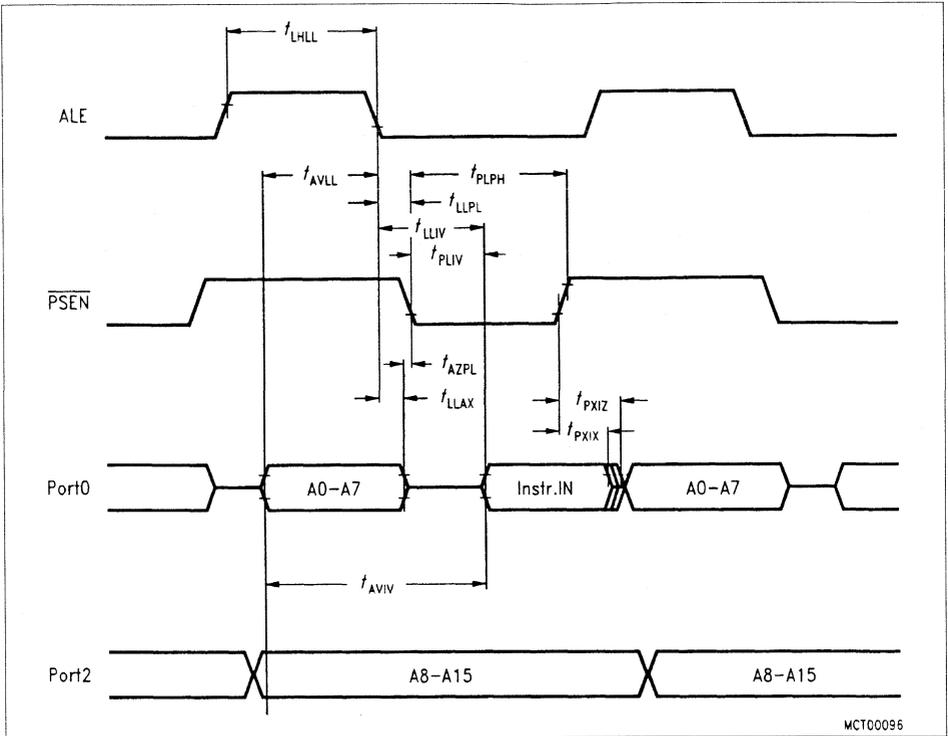 tLHLL
ALE
tAVLL
tPLPH
tLLPL
tLLIV
tPLIV
PSEN
tAZPL
tLLAX
tPXIZ
tPXIX
Port0
A0-A7
Instr.IN
A0-A7
tAVIV
Port2
A8-A15
A8-A15
MCT00096